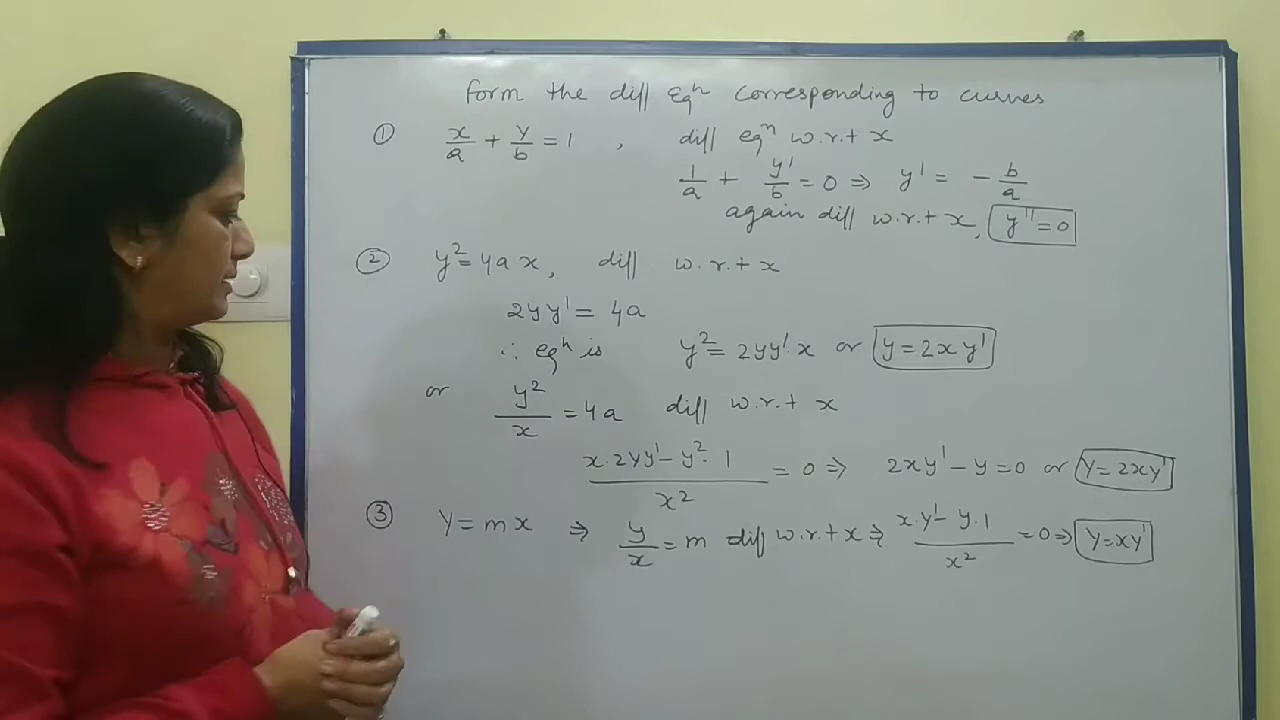 Form the diff Eqⁿ corresponding to curves
① x/a + y/b = 1 , diff eqⁿ w.r.t x
1/a + y'/b = 0 ⇒ y' = - b/a
again diff w.r.t x, y'' = 0
② y² = 4ax, diff w.r.t x
2yy' = 4a
∴ eqⁿ is y² = 2yy'.x or y = 2xy'
or y²/x = 4a diff w.r.t x
(x.2yy' - y².1)/x² = 0 ⇒ 2xy' - y = 0 or y = 2xy'
③ y = mx ⇒ y/x = m diff w.r.t x ⇒ (x.y' - y.1)/x² = 0 ⇒ y = xy'